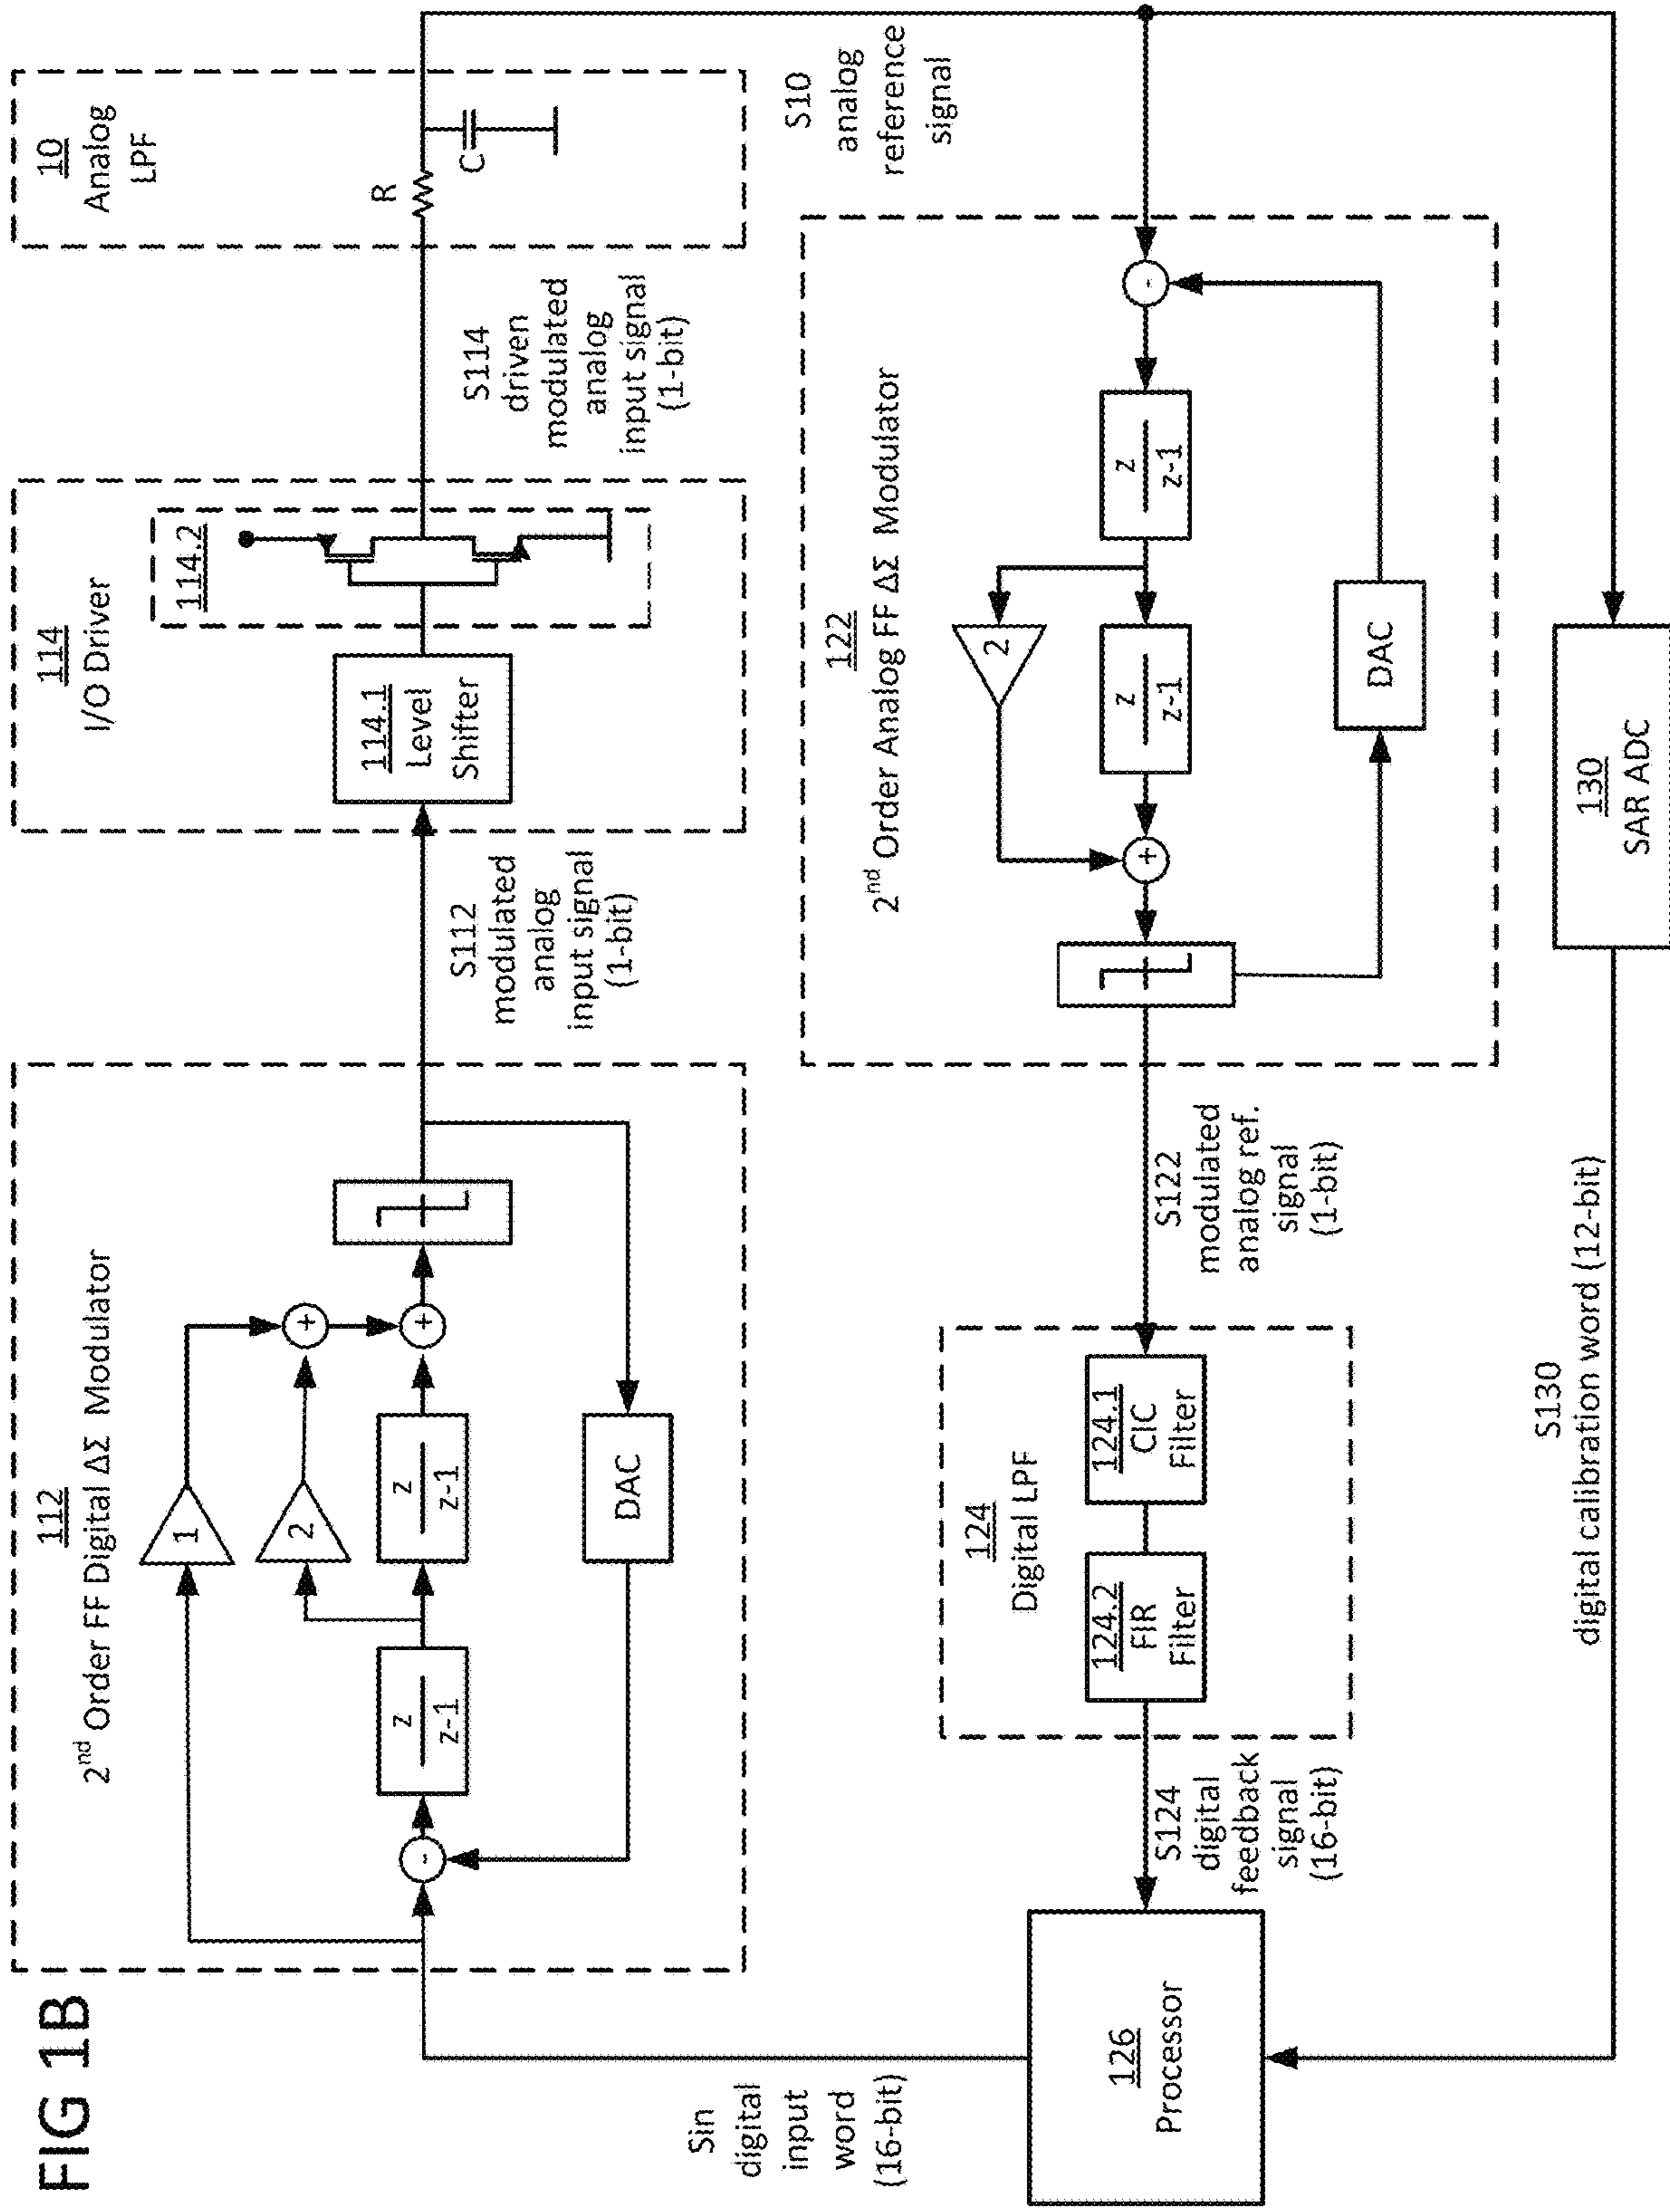 FIG 1B
112
2nd Order FF Digital ΔΣ Modulator
1
2
z
z-1
z
z-1
-
+
+
DAC
S112
modulated
analog
input signal
(1-bit)
114
I/O Driver
114.1
Level
Shifter
114.2
S114
driven
modulated
analog
input signal
(1-bit)
10
Analog
LPF
R
C
S10
analog
reference
signal
122
2nd Order Analog FF ΔΣ Modulator
2
z
z-1
z
z-1
+
-
DAC
S122
modulated
analog ref.
signal
(1-bit)
124
Digital LPF
124.2
FIR
Filter
124.1
CIC
Filter
S124
digital
feedback
signal
(16-bit)
126
Processor
Sin
digital
input
word
(16-bit)
S130
digital calibration word (12-bit)
130
SAR ADC